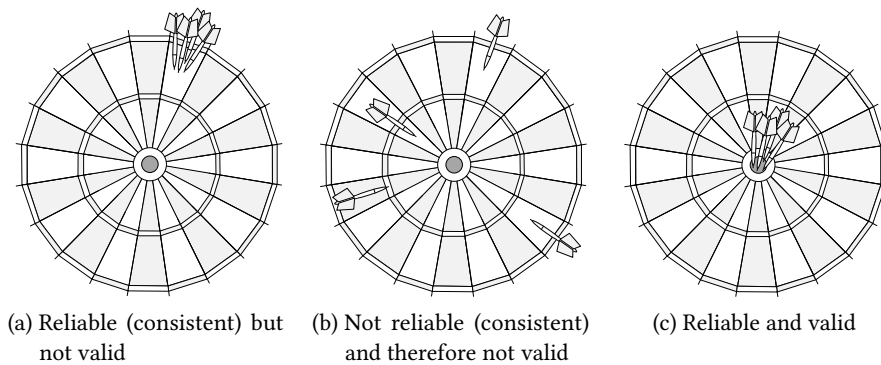 (a) Reliable (consistent) but
not valid
(b) Not reliable (consistent)
and therefore not valid
(c) Reliable and valid